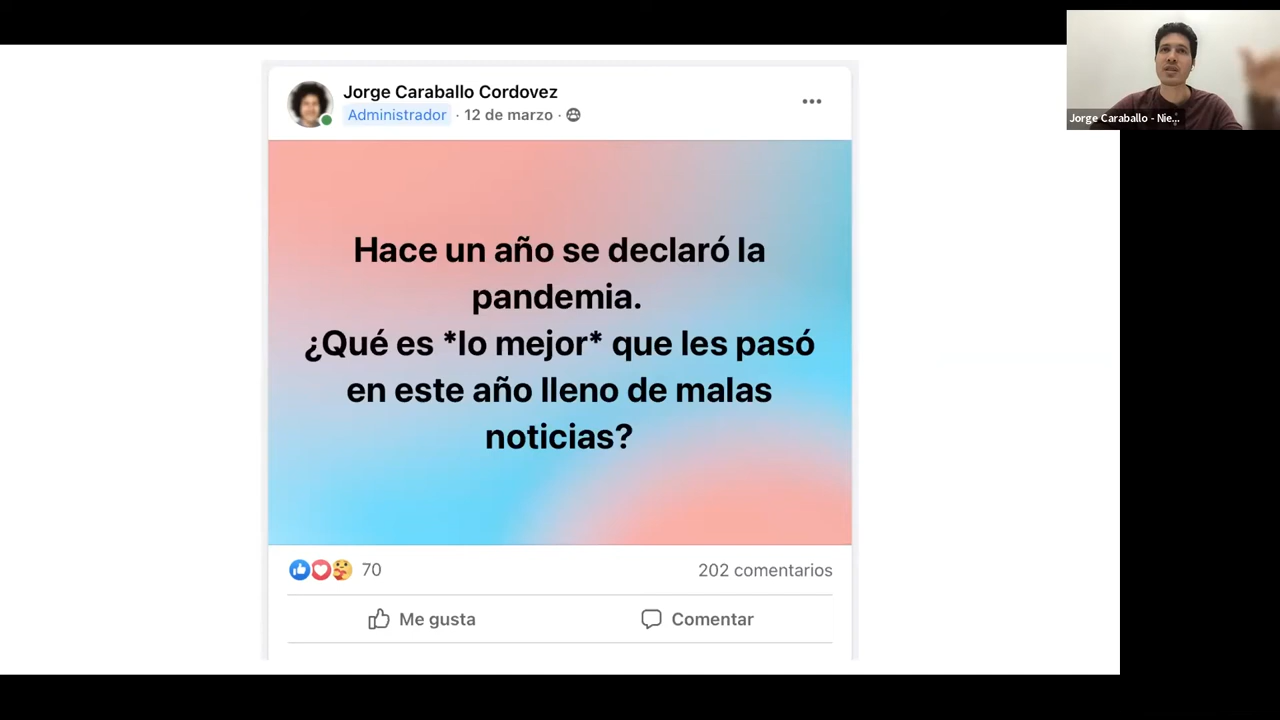 Jorge Caraballo Cordovez
Administrador · 12 de marzo ·
Hace un año se declaró la
pandemia.
¿Qué es *lo mejor* que les pasó
en este año lleno de malas
noticias?
70
202 comentarios
Me gusta
Comentar
Jorge Caraballo - Nie...